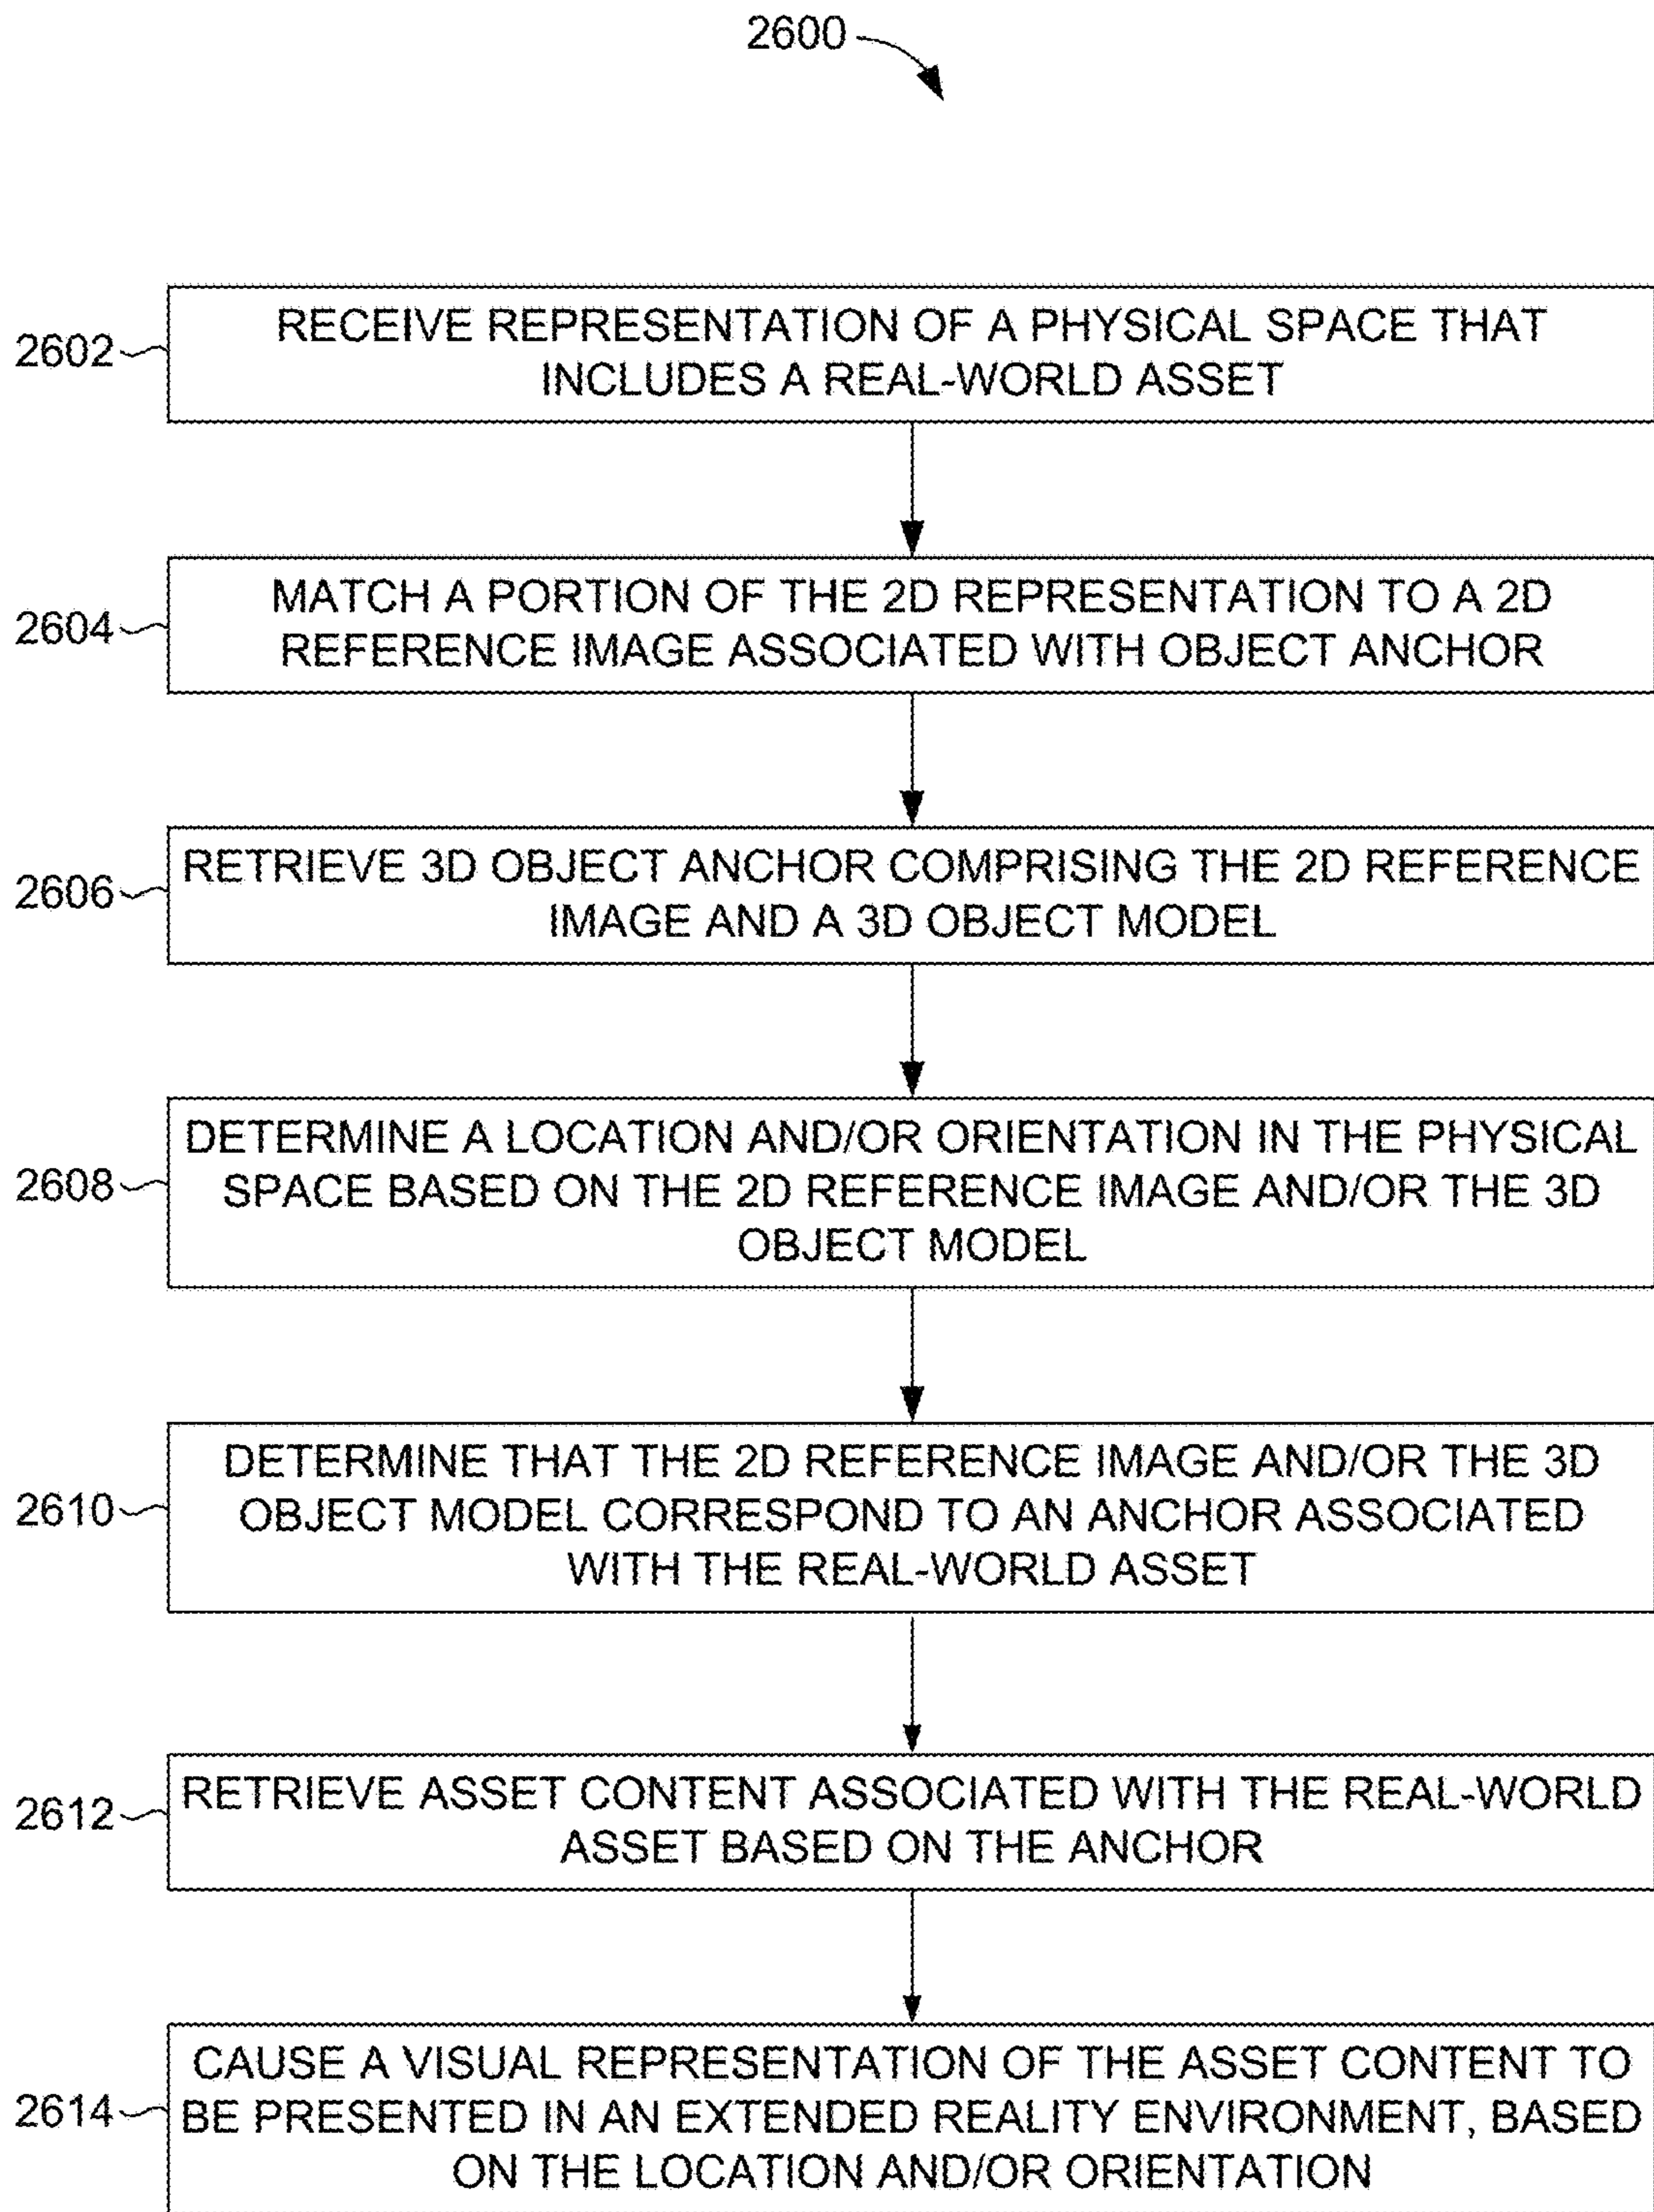 2600
2602
RECEIVE REPRESENTATION OF A PHYSICAL SPACE THAT
INCLUDES A REAL-WORLD ASSET
2604
MATCH A PORTION OF THE 2D REPRESENTATION TO A 2D
REFERENCE IMAGE ASSOCIATED WITH OBJECT ANCHOR
2606
RETRIEVE 3D OBJECT ANCHOR COMPRISING THE 2D REFERENCE
IMAGE AND A 3D OBJECT MODEL
2608
DETERMINE A LOCATION AND/OR ORIENTATION IN THE PHYSICAL
SPACE BASED ON THE 2D REFERENCE IMAGE AND/OR THE 3D
OBJECT MODEL
2610
DETERMINE THAT THE 2D REFERENCE IMAGE AND/OR THE 3D
OBJECT MODEL CORRESPOND TO AN ANCHOR ASSOCIATED
WITH THE REAL-WORLD ASSET
2612
RETRIEVE ASSET CONTENT ASSOCIATED WITH THE REAL-WORLD
ASSET BASED ON THE ANCHOR
2614
CAUSE A VISUAL REPRESENTATION OF THE ASSET CONTENT TO
BE PRESENTED IN AN EXTENDED REALITY ENVIRONMENT, BASED
ON THE LOCATION AND/OR ORIENTATION